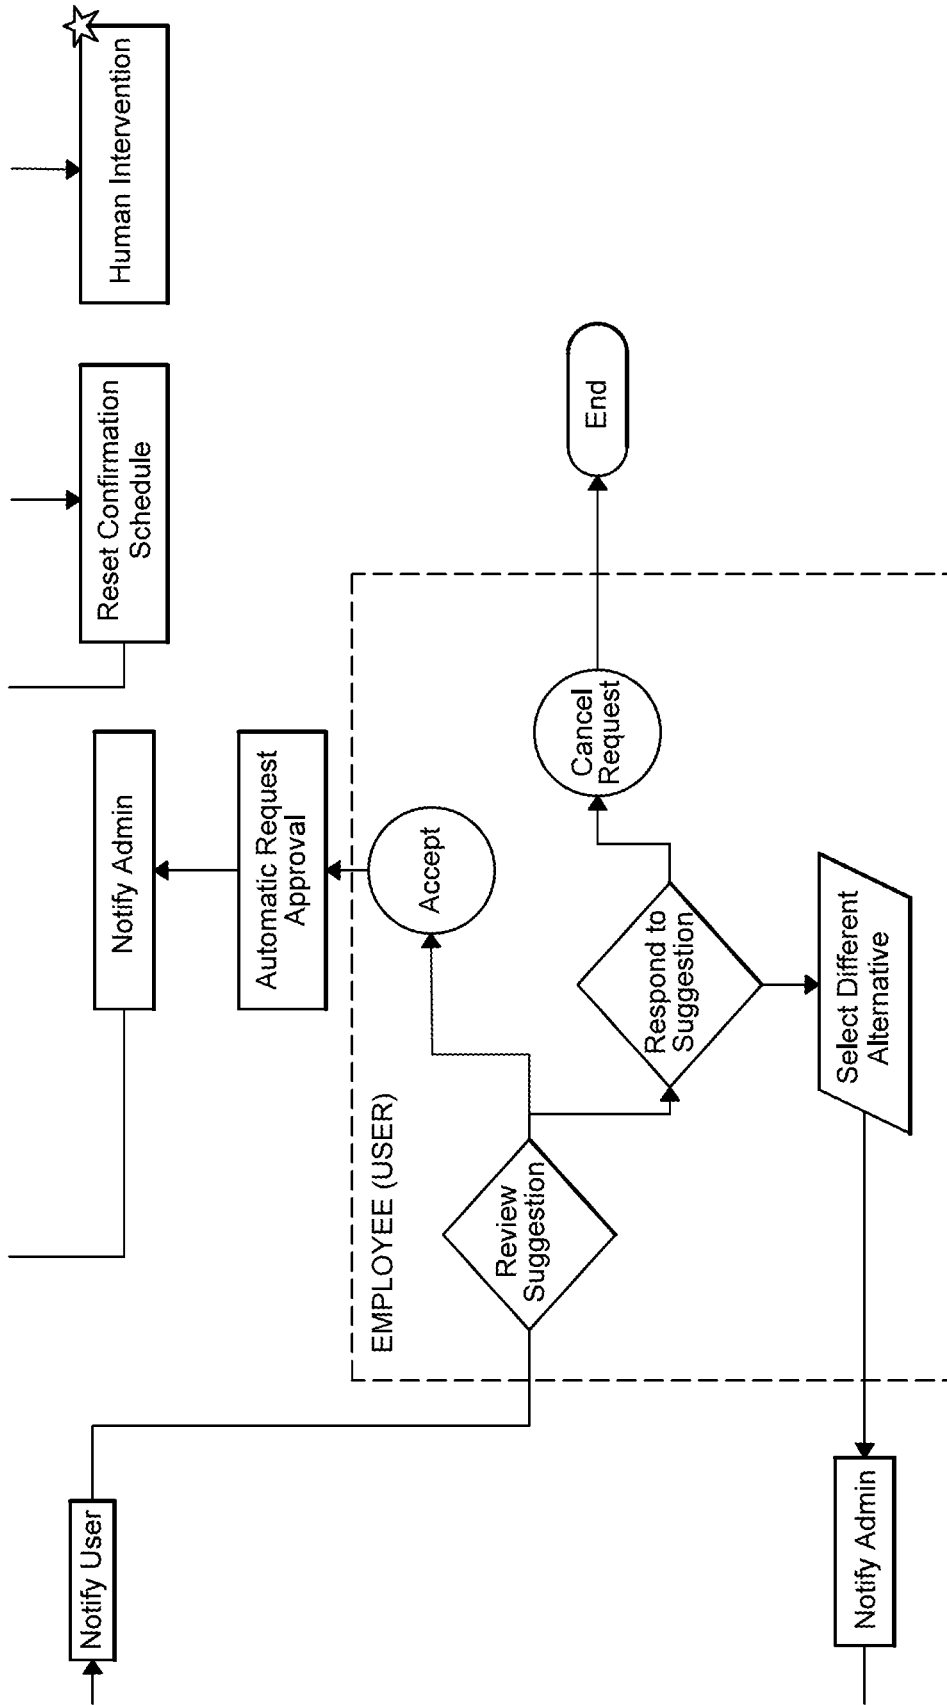 Notify User
Notify Admin
Reset Confirmation
Schedule
Human Intervention
Automatic Request
Approval
EMPLOYEE (USER)
Accept
Review
Suggestion
Respond to
Suggestion
Cancel
Request
End
Select Different
Alternative
Notify Admin